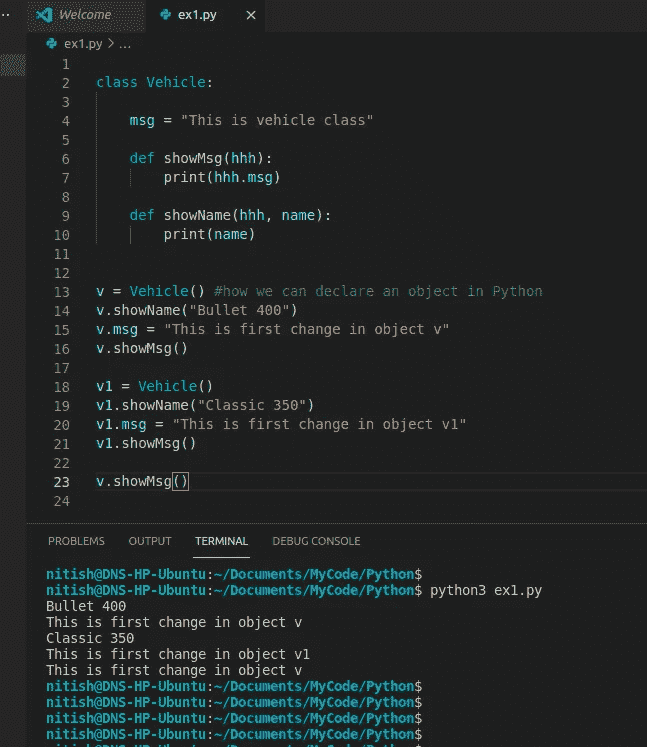 Welcome
ex1.py
ex1.py > ...
1
2 class Vehicle:
3
4 msg = "This is vehicle class"
5
6 def showMsg(hhh):
7 print(hhh.msg)
8
9 def showName(hhh, name):
10 print(name)
11
12
13 v = Vehicle() #how we can declare an object in Python
14 v.showName("Bullet 400")
15 v.msg = "This is first change in object v"
16 v.showMsg()
17
18 v1 = Vehicle()
19 v1.showName("Classic 350")
20 v1.msg = "This is first change in object v1"
21 v1.showMsg()
22
23 v.showMsg()
24
PROBLEMS OUTPUT TERMINAL DEBUG CONSOLE
nitish@DNS-HP-Ubuntu:~/Documents/MyCode/Python$
nitish@DNS-HP-Ubuntu:~/Documents/MyCode/Python$ python3 ex1.py
Bullet 400
This is first change in object v
Classic 350
This is first change in object v1
This is first change in object v
nitish@DNS-HP-Ubuntu:~/Documents/MyCode/Python$
nitish@DNS-HP-Ubuntu:~/Documents/MyCode/Python$
nitish@DNS-HP-Ubuntu:~/Documents/MyCode/Python$
nitish@DNS-HP-Ubuntu:~/Documents/MyCode/Python$